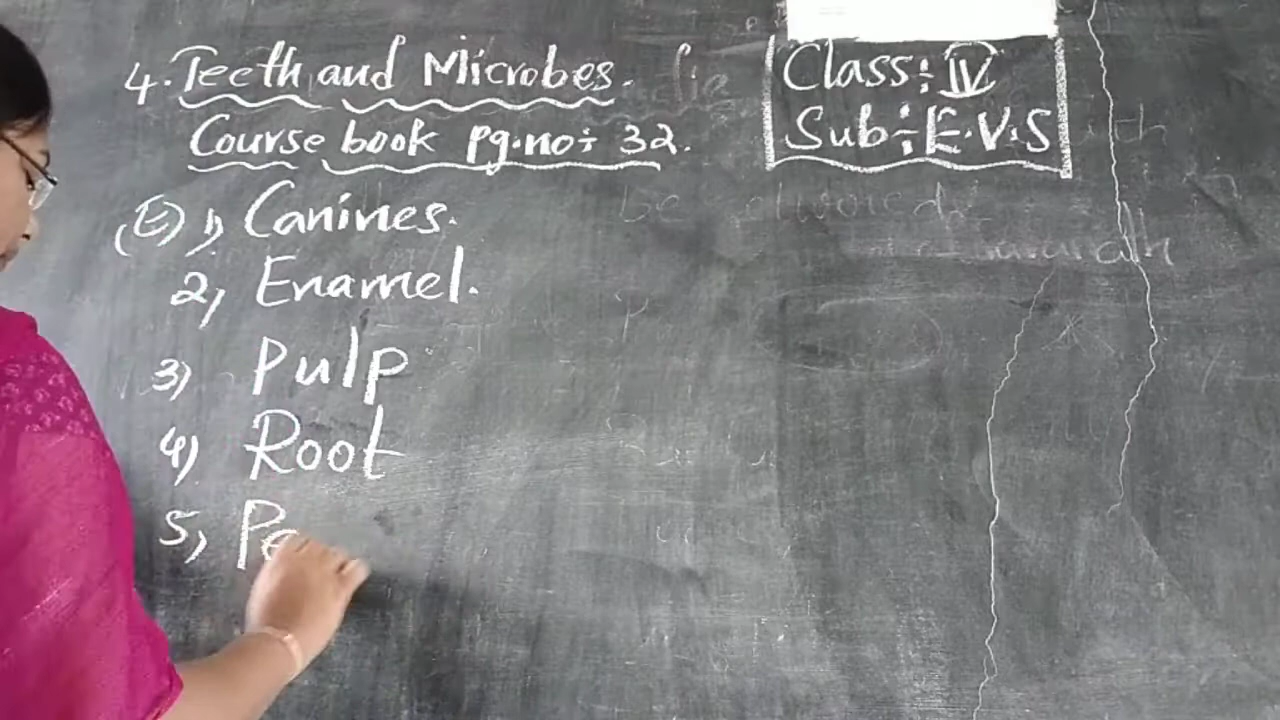 4. Teeth and Microbes.
Course book pg.no÷ 32.
Class÷ IV
Sub÷ E.V.S
(E) 1) Canines.
2) Enamel.
3) Pulp
4) Root
5) Pe